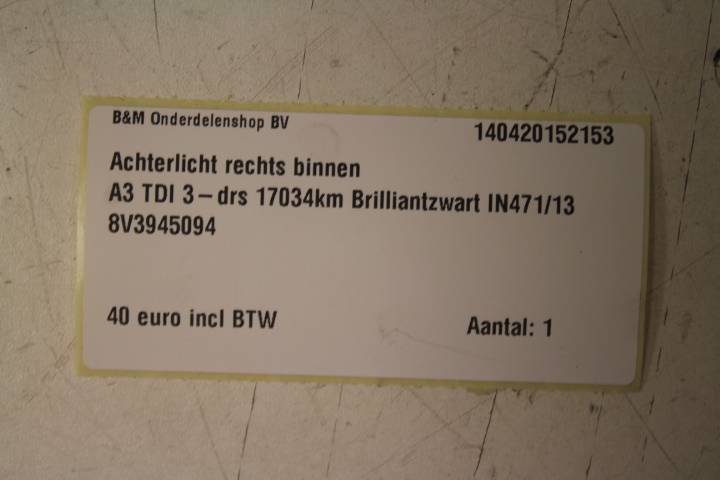 B&M Onderdelenshop BV 140420152153
Achterlicht rechts binnen
A3 TDI 3-drs 17034km Brilliantzwart IN471/13
8V3945094
40 euro incl BTW Aantal: 1